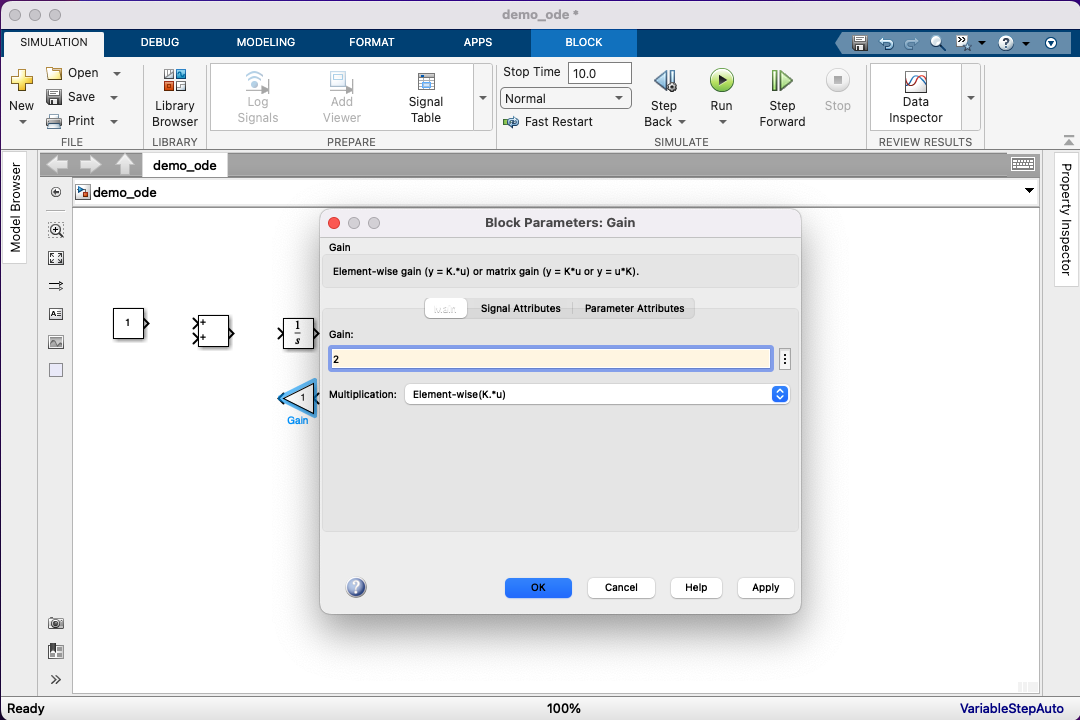 demo_ode *
SIMULATION DEBUG MODELING FORMAT APPS BLOCK
New
Open
Save
Print
FILE
Library
Browser
LIBRARY
Log
Signals
Add
Viewer
Signal
Table
PREPARE
Stop Time 10.0
Normal
Fast Restart
Step
Back
Run
Step
Forward
Stop
SIMULATE
Data
Inspector
REVIEW RESULTS
Model Browser
demo_ode
demo_ode
Property Inspector
1
+
+
1
s
1
Gain
Block Parameters: Gain
Gain
Element-wise gain (y = K.*u) or matrix gain (y = K*u or y = u*K).
Main Signal Attributes Parameter Attributes
Gain:
2
Multiplication: Element-wise(K.*u)
? OK Cancel Help Apply
Ready 100% VariableStepAuto